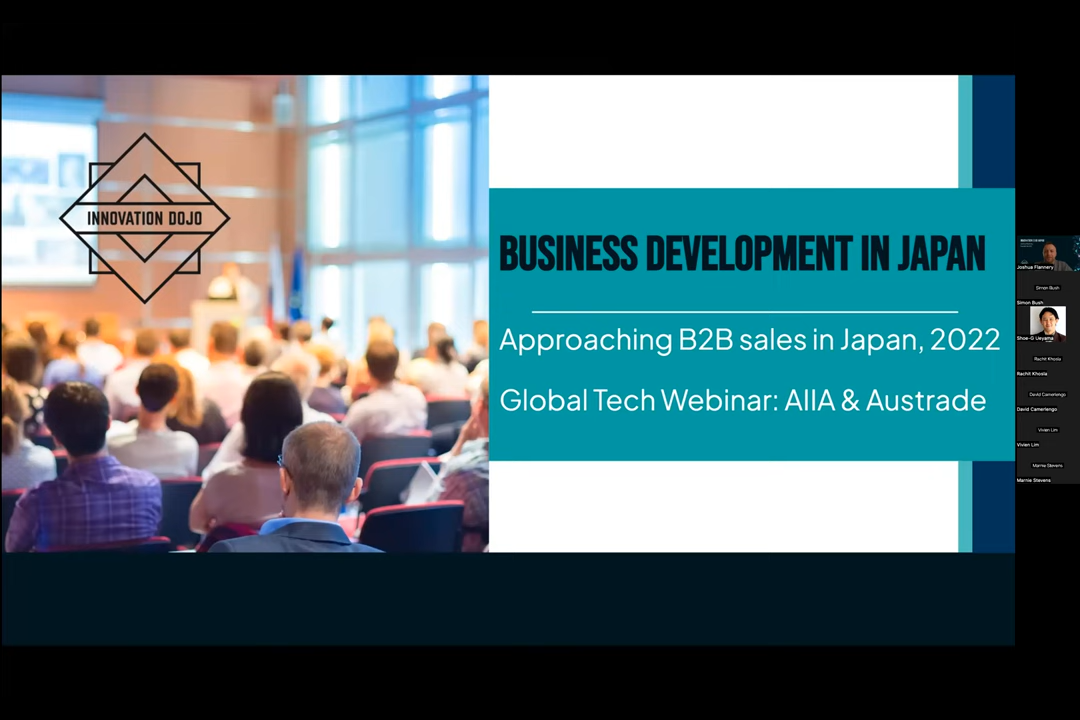 INNOVATION DOJO
BUSINESS DEVELOPMENT IN JAPAN
Approaching B2B sales in Japan, 2022
Global Tech Webinar: AIIA & Austrade
Joshua Flannery
Simon Bush
Simon Bush
Shoe-G Ueyama
Rachit Khosla
Rachit Khosla
David Camerlengo
David Camerlengo
Vivien Lim
Vivien Lim
Marnie Stevens
Marnie Stevens